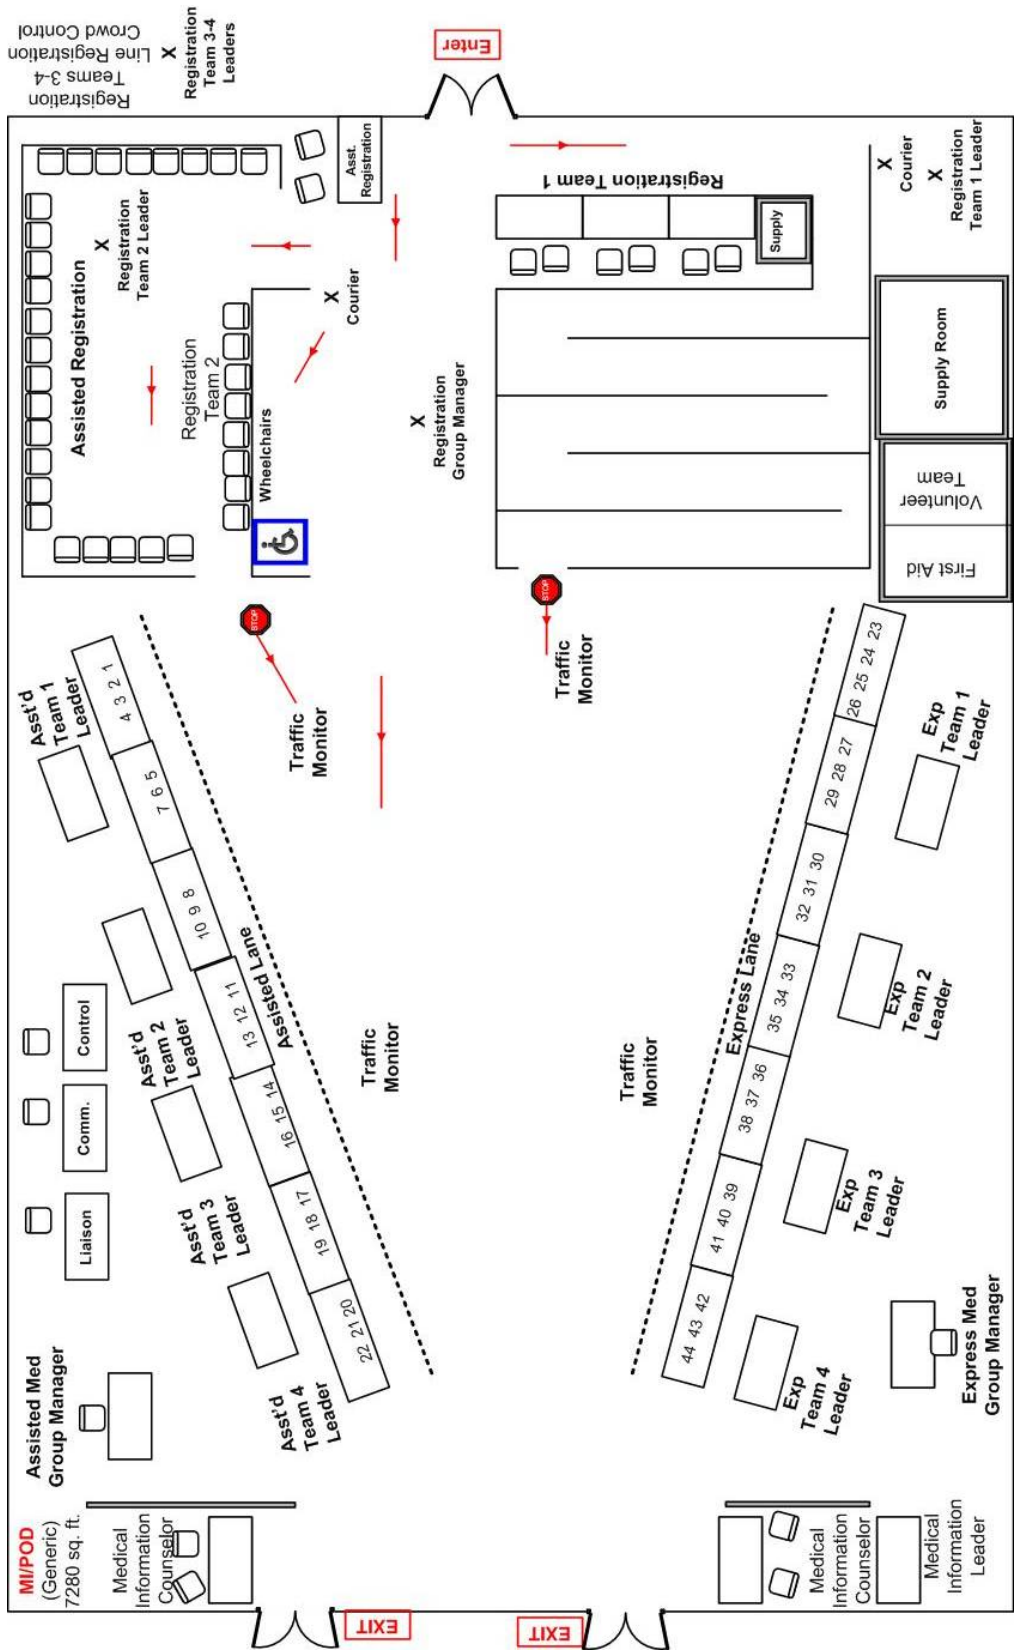 MI/POD
(Generic)
7280 sq. ft.
Medical
Information
Counselor
EXIT
EXIT
Medical
Information
Counselor
Medical
Information
Leader
Assisted Med
Group Manager
Liaison
Comm.
Control
Asst'd
Team 4
Leader
Asst'd
Team 3
Leader
Asst'd
Team 2
Leader
Asst'd
Team 1
Leader
22 21 20
19 18 17
16 15 14
13 12 11
10 9 8
7 6 5
4 3 2 1
Assisted Lane
Traffic
Monitor
Traffic
Monitor
Traffic
Monitor
Traffic
Monitor
STOP
STOP
Express Lane
44 43 42
41 40 39
38 37 36
35 34 33
32 31 30
29 28 27
26 25 24 23
Exp
Team 4
Leader
Exp
Team 3
Leader
Exp
Team 2
Leader
Exp
Team 1
Leader
Express Med
Group Manager
Assisted Registration
Registration
Team 2
Wheelchairs
X
Registration
Team 2 Leader
X
Courier
X
Registration
Group Manager
Asst.
Registration
Registration Team 1
Supply
First Aid
Volunteer
Team
Supply Room
X
Courier
X
Registration
Team 1 Leader
Enter
Registration
Teams 3-4
Line Registration
Crowd Control
X
Registration
Team 3-4
Leaders